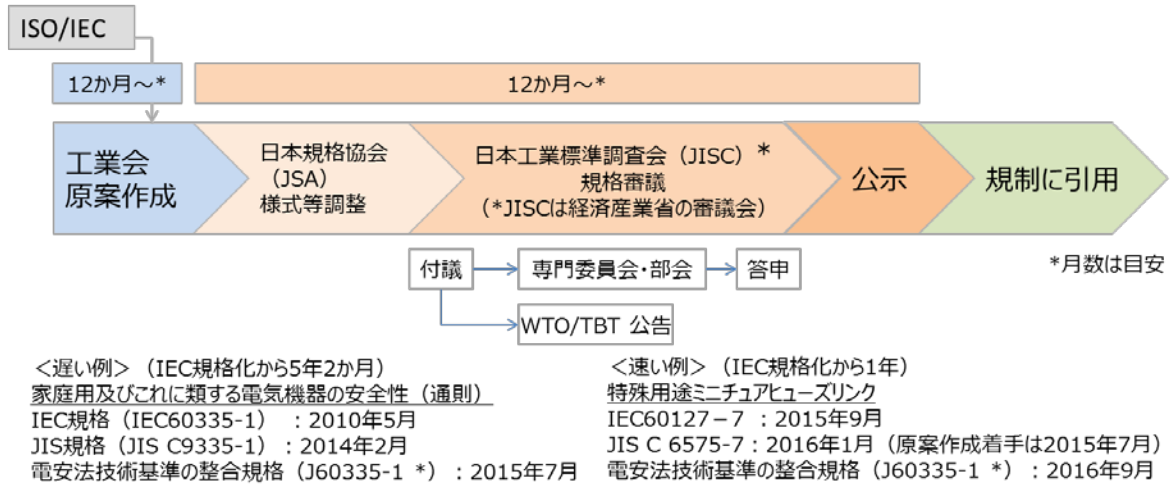 ISO/IEC
12か月～*
12か月～*
工業会
原案作成
日本規格協会
（JSA）
様式等調整
日本工業標準調査会（JISC）*
規格審議
（*JISCは経済産業省の審議会）
公示
規制に引用
付議
専門委員会・部会
答申
*月数は目安
WTO/TBT 公告
＜遅い例＞（IEC規格化から5年2か月）
家庭用及びこれに類する電気機器の安全性（通則）
IEC規格（IEC60335-1）：2010年5月
JIS規格（JIS C9335-1）：2014年2月
電安法技術基準の整合規格（J60335-1 *）：2015年7月
＜速い例＞（IEC規格化から1年）
特殊用途ミニチュアヒューズリンク
IEC60127－7 ：2015年9月
JIS C 6575-7：2016年1月（原案作成着手は2015年7月）
電安法技術基準の整合規格（J60335-1 *）：2016年9月